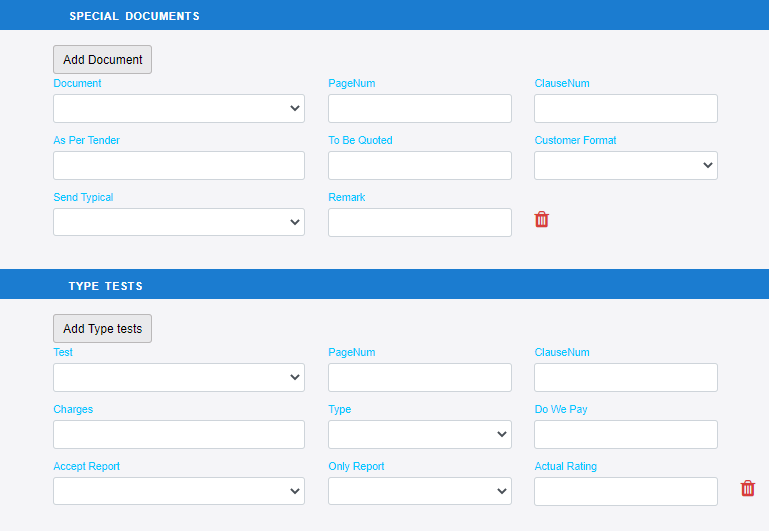 SPECIAL DOCUMENTS
Add Document
Document PageNum ClauseNum
As Per Tender To Be Quoted Customer Format
Send Typical Remark
TYPE TESTS
Add Type tests
Test PageNum ClauseNum
Charges Type Do We Pay
Accept Report Only Report Actual Rating